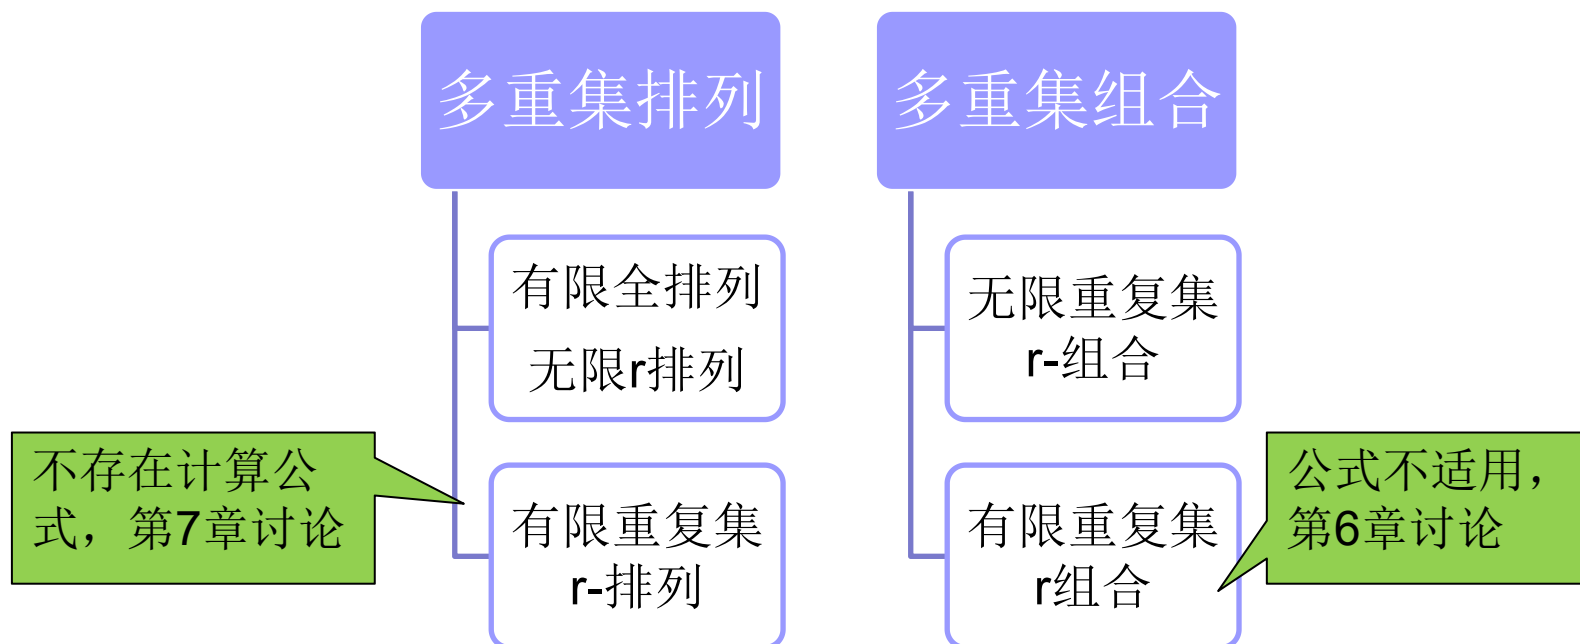 多重集排列
有限全排列
无限r排列
不存在计算公
式，第7章讨论
有限重复集
r-排列
多重集组合
无限重复集
r-组合
有限重复集
r组合
公式不适用，
第6章讨论